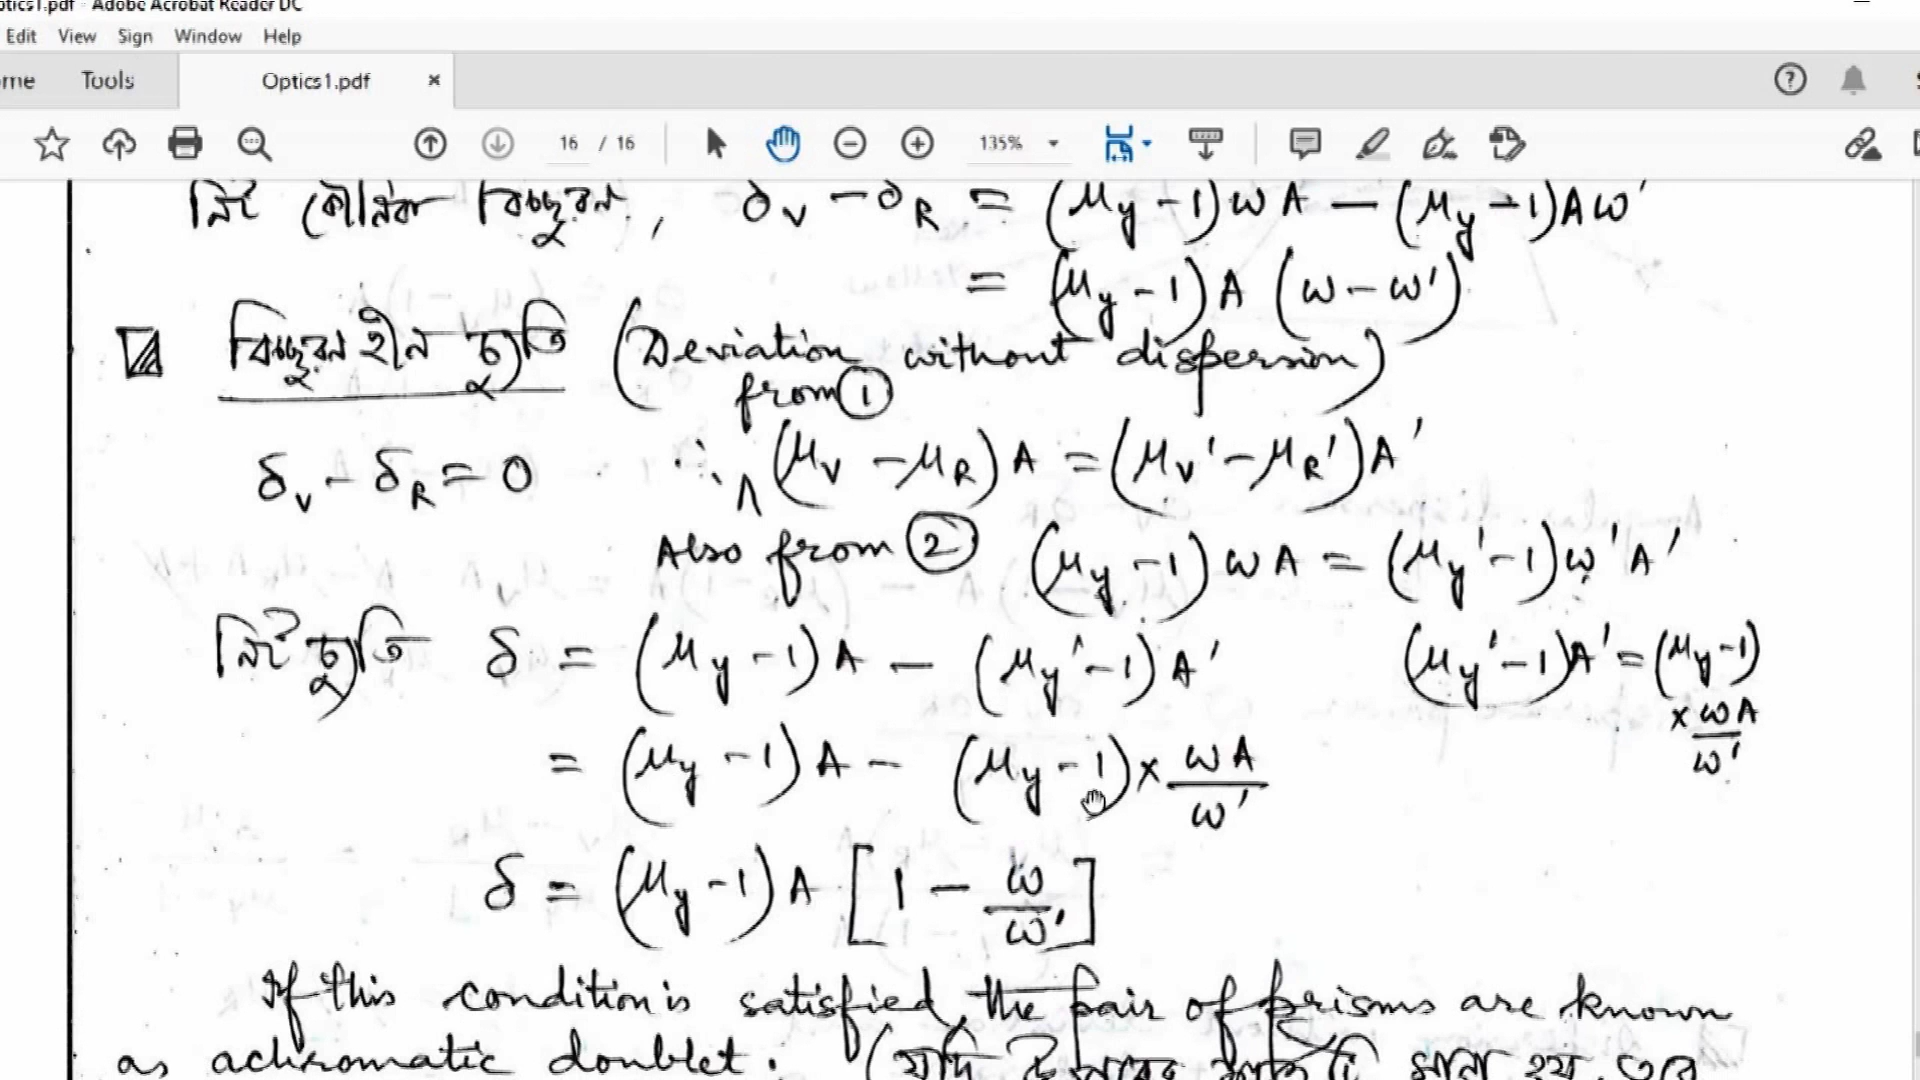 Optics1.pdf - Adobe Acrobat Reader DC
Edit View Sign Window Help
Tools Optics1.pdf ×
16 / 16 135%
নিট কৌনিক বিচ্ছুরন, δV − δR = (μy − 1)ωA − (μy − 1)Aω'
= (μy − 1)A (ω − ω')
বিচ্ছুরন হীন চ্যুতি (Deviation without dispersion)
from ①
δv − δR = 0 ∴ (μv − μR)A = (μv' − μR')A'
Also from ② (μy − 1)ωA = (μy' − 1)ω'A'
নিট চ্যুতি δ = (μy − 1)A − (μy' − 1)A' (μy' − 1)A' = (μy − 1)
× ωA/ω'
= (μy − 1)A − (μy − 1) × ωA/ω'
δ = (μy − 1)A [1 − ω/ω']
If this condition is satisfied, the pair of prisms are known
as achromatic doublet. (যদি